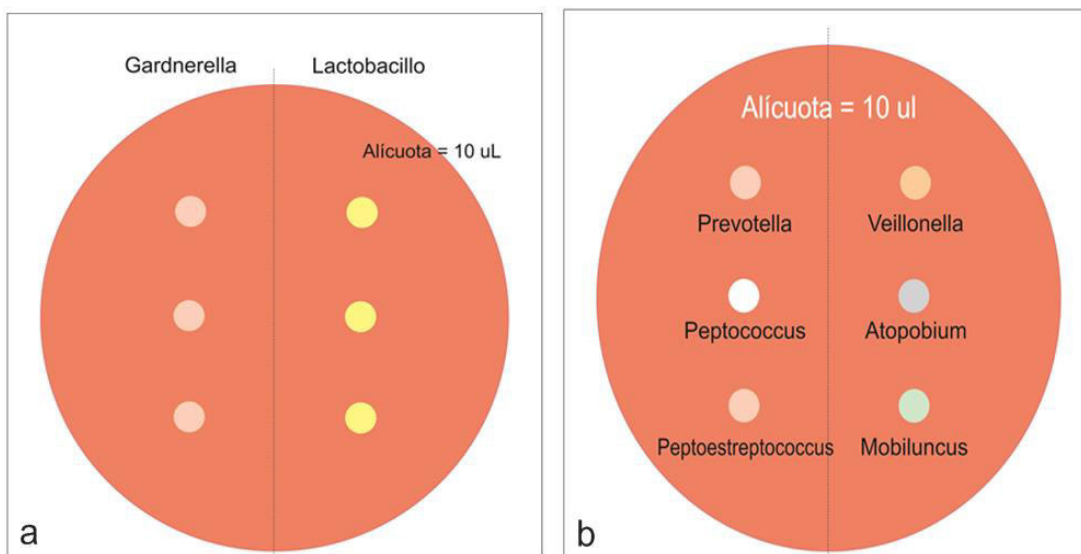 Gardnerella
Lactobacillo
Alícuota = 10 uL
a
Alícuota = 10 ul
Prevotella
Veillonella
Peptococcus
Atopobium
Peptoestreptococcus
Mobiluncus
b